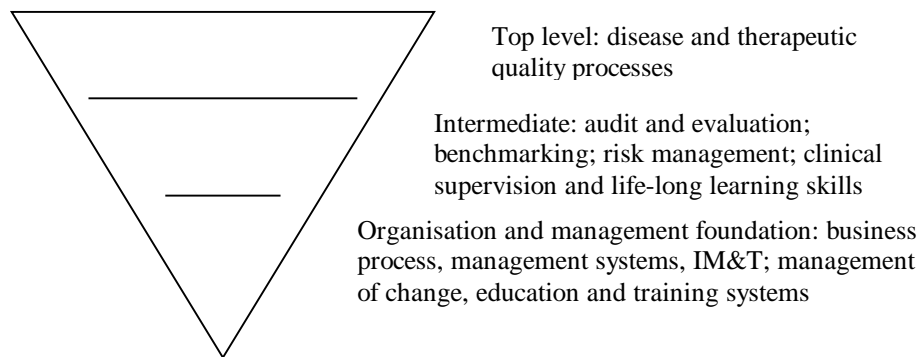 Top level: disease and therapeutic
quality processes
Intermediate: audit and evaluation;
benchmarking; risk management; clinical
supervision and life-long learning skills
Organisation and management foundation: business
process, management systems, IM&T; management
of change, education and training systems